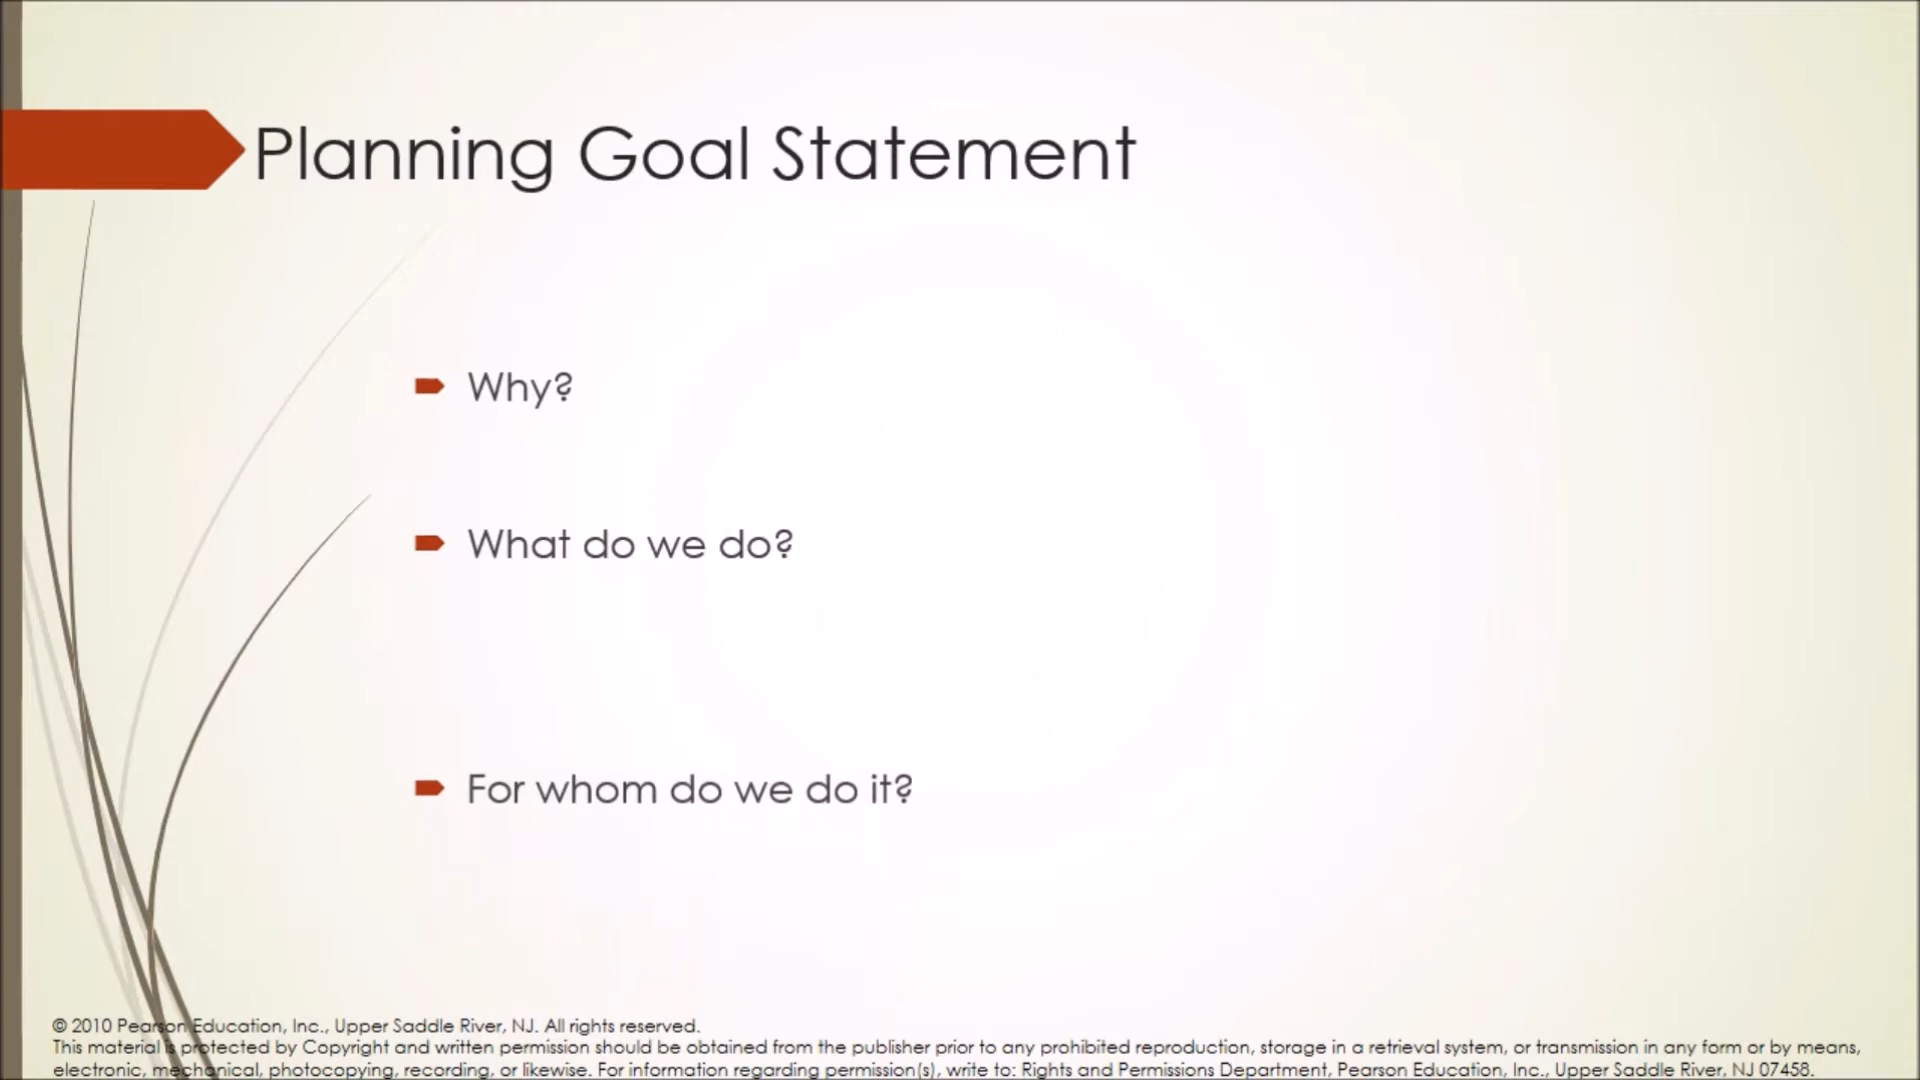 Planning Goal Statement
Why?
What do we do?
For whom do we do it?
© 2010 Pearson Education, Inc., Upper Saddle River, NJ. All rights reserved.
This material is protected by Copyright and written permission should be obtained from the publisher prior to any prohibited reproduction, storage in a retrieval system, or transmission in any form or by means,
electronic, mechanical, photocopying, recording, or likewise. For information regarding permission(s), write to: Rights and Permissions Department, Pearson Education, Inc., Upper Saddle River, NJ 07458.